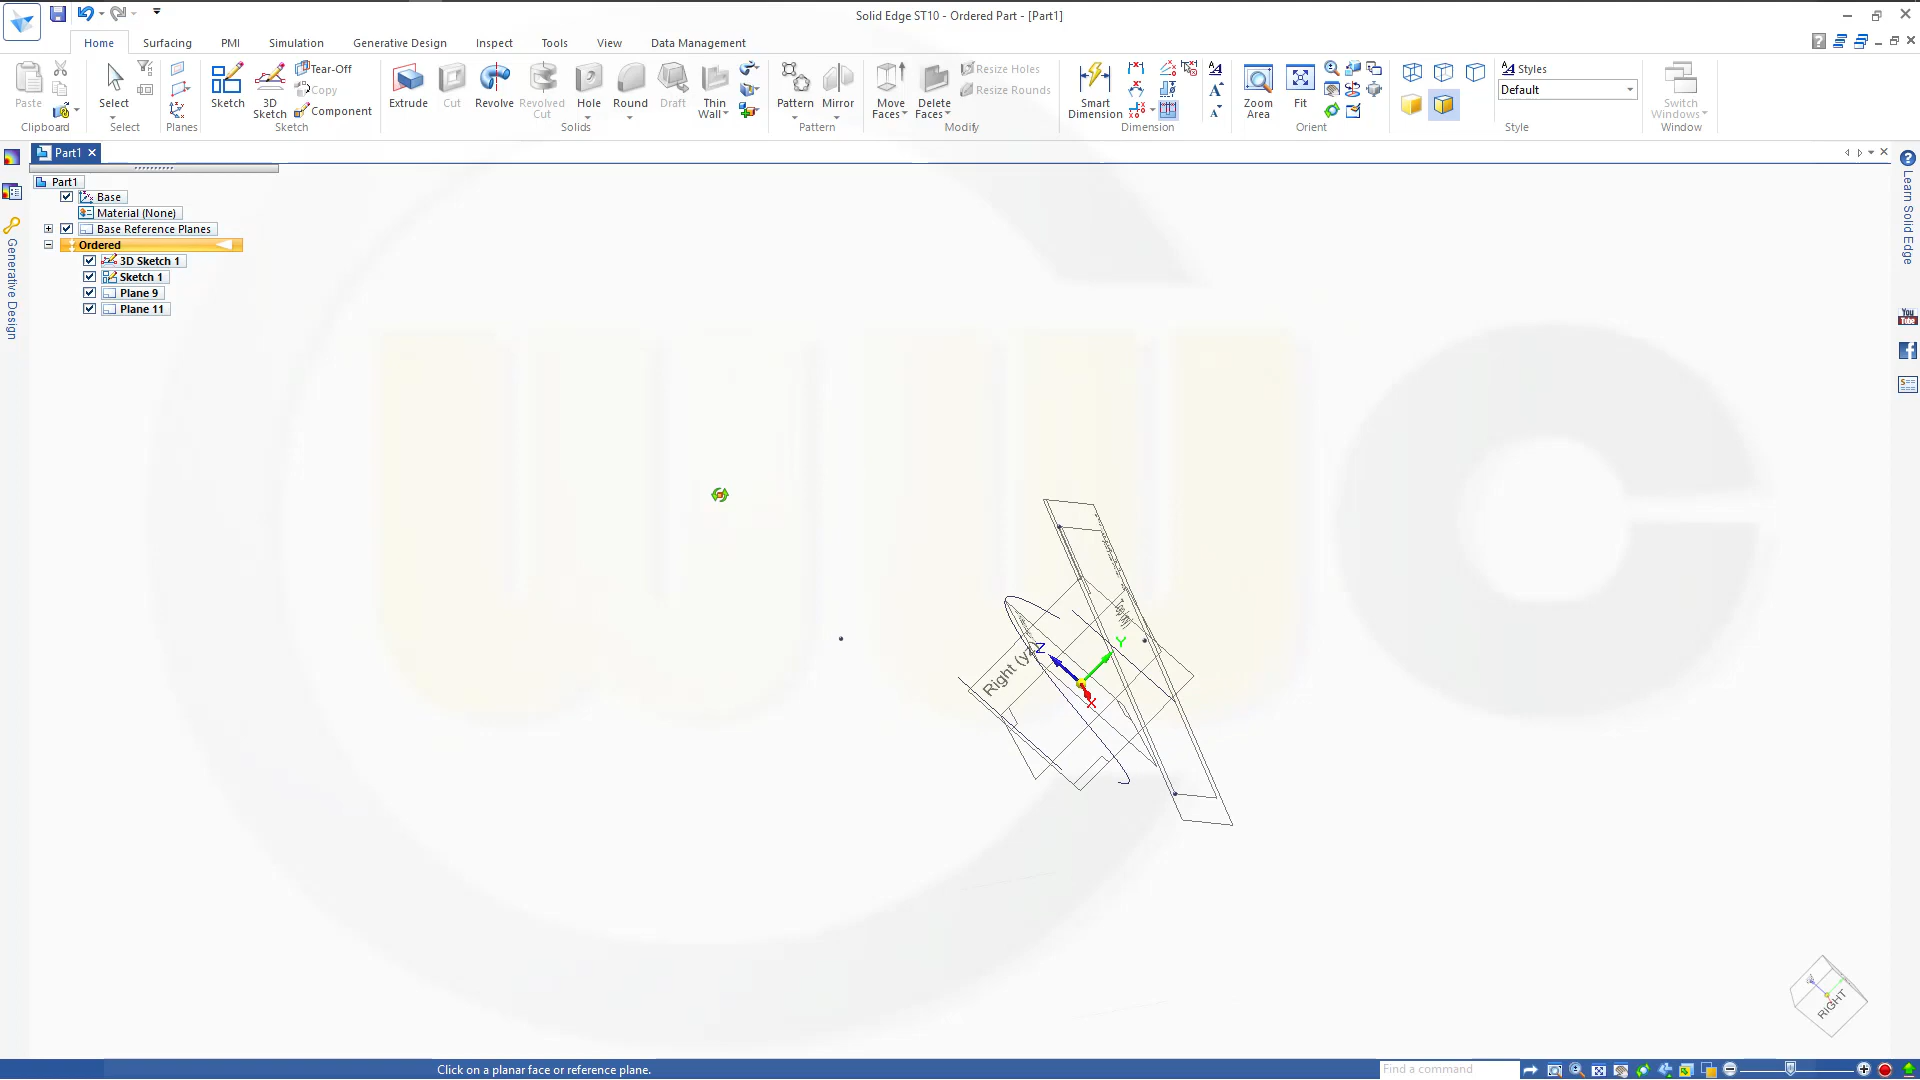 Solid Edge ST10 - Ordered Part - [Part1]
Home Surfacing PMI Simulation Generative Design Inspect Tools View Data Management
Paste
Clipboard
Select
Select
Planes
Sketch
3D Sketch
Tear-Off
Copy
Component
Sketch
Extrude
Cut
Revolve
Revolved Cut
Hole
Round
Draft
Thin Wall
Solids
Pattern
Mirror
Pattern
Move Faces
Delete Faces
Resize Holes
Resize Rounds
Modify
Smart Dimension
Dimension
Zoom Area
Fit
Orient
Styles
Default
Style
Switch Windows
Window
Part1
Part1
Base
Material (None)
Base Reference Planes
Ordered
3D Sketch 1
Sketch 1
Plane 9
Plane 11
Generative Design
Learn Solid Edge
You
Tube
Right (yz)
Z
Y
X
RIGHT
Click on a planar face or reference plane.
Find a command